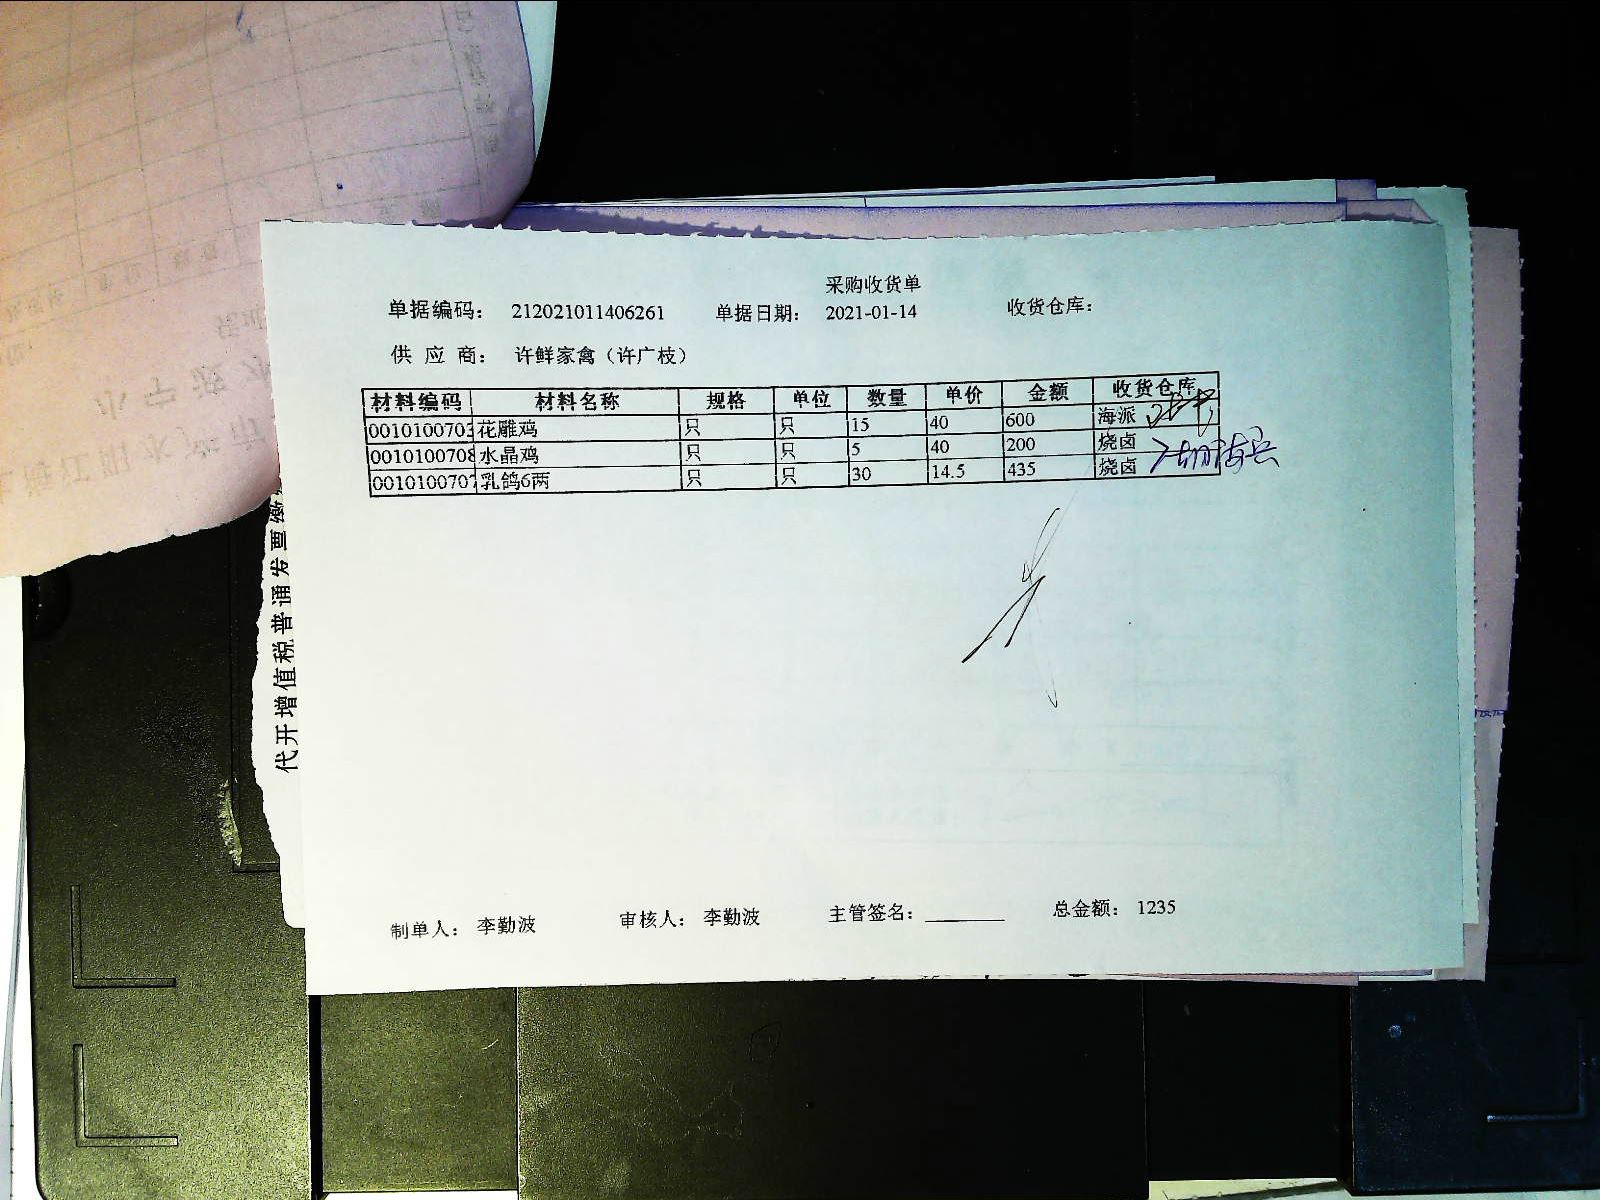 采购收货单
单据编码： 212021011406261 单据日期： 2021-01-14 收货仓库：
供 应 商： 许鲜家禽（许广枝）
材料编码 材料名称 规格 单位 数量 单价 金额 收货仓库
0010100703 花雕鸡 只 只 15 40 600 海派
0010100708 水晶鸡 只 只 5 40 200 烧卤
0010100707 乳鸽6两 只 只 30 14.5 435 烧卤
制单人： 李勤波 审核人： 李勤波 主管签名： 总金额： 1235
代开增值税普通发票缴